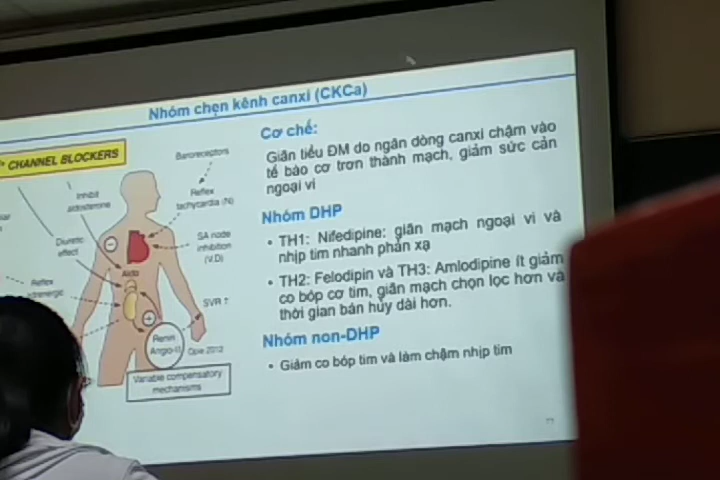 Nhóm chẹn kênh canxi (CKCa)
CHANNEL BLOCKERS
Baroreceptors
Inhibit
aldosterone
Reflex
tachycardia (N)
Diuretic
effect
SA node
inhibition
(V,D)
Aldo
Reflex
SVR ↑
Renin
Angio-II
Opie 2012
Variable compensatory
mechanisms
Cơ chế:
Giãn tiểu ĐM do ngăn dòng canxi chậm vào
tế bào cơ trơn thành mạch, giảm sức cản
ngoại vi
Nhóm DHP
• TH1: Nifedipine: giãn mạch ngoại vi và
nhịp tim nhanh phản xạ
• TH2: Felodipin và TH3: Amlodipine ít giảm
co bóp cơ tim, giãn mạch chọn lọc hơn và
thời gian bán hủy dài hơn.
Nhóm non-DHP
• Giảm co bóp tim và làm chậm nhịp tim